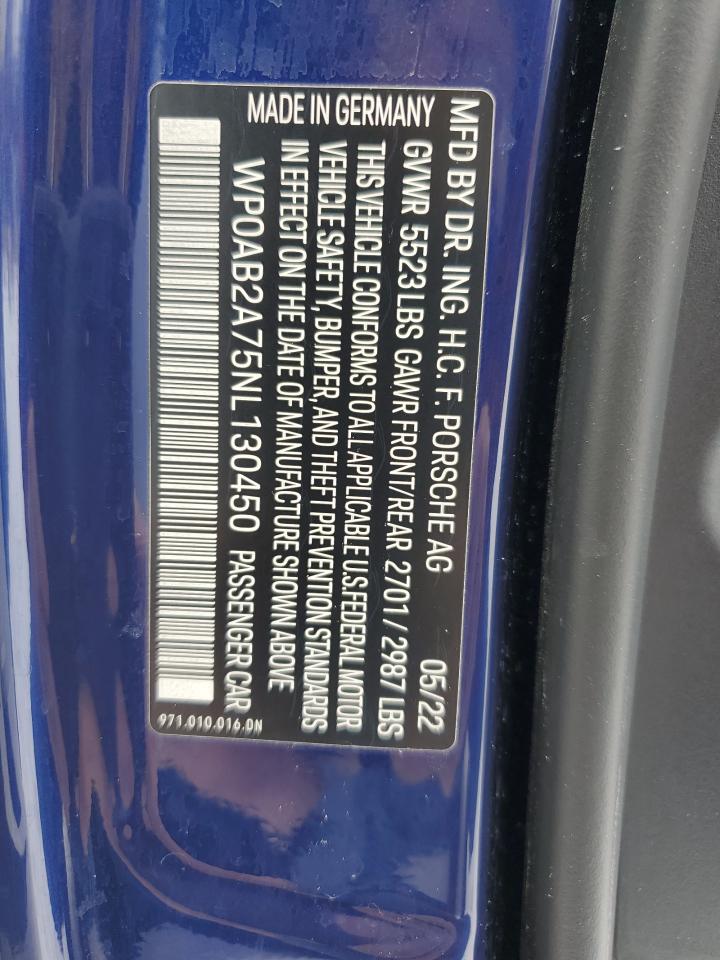 MFD BY DR. ING. H.C. F. PORSCHE AG 05/22
GVWR 5523 LBS GAWR FRONT/REAR 2701 / 2987 LBS
MADE IN GERMANY
THIS VEHICLE CONFORMS TO ALL APPLICABLE U.S.FEDERAL MOTOR
VEHICLE SAFETY, BUMPER, AND THEFT PREVENTION STANDARDS
IN EFFECT ON THE DATE OF MANUFACTURE SHOWN ABOVE
WP0AB2A75NL130450 PASSENGER CAR
971.010.016.DN